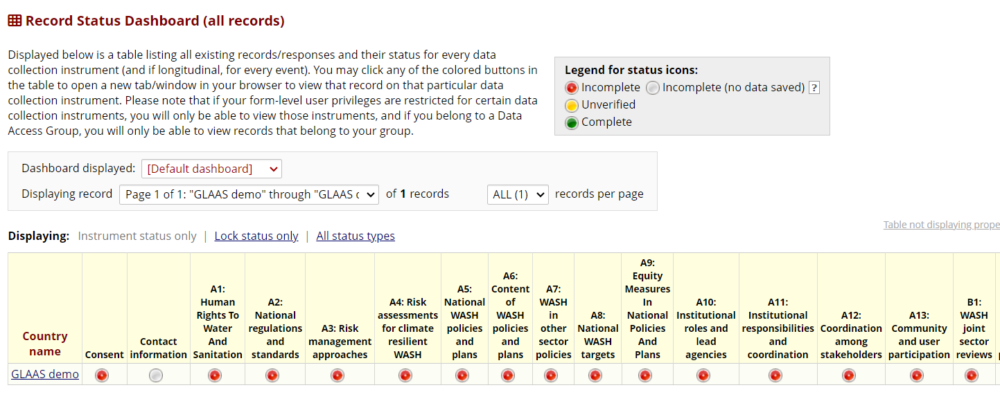 Record Status Dashboard (all records)
Displayed below is a table listing all existing records/responses and their status for every data
collection instrument (and if longitudinal, for every event). You may click any of the colored buttons in
the table to open a new tab/window in your browser to view that record on that particular data
collection instrument. Please note that if your form-level user privileges are restricted for certain data
collection instruments, you will only be able to view those instruments, and if you belong to a Data
Access Group, you will only be able to view records that belong to your group.
Legend for status icons:
Incomplete Incomplete (no data saved) ?
Unverified
Complete
Dashboard displayed: [Default dashboard]
Displaying record Page 1 of 1: "GLAAS demo" through "GLAAS of 1 records ALL (1) records per page
Table not displaying prope
Displaying: Instrument status only | Lock status only | All status types
Country
name
Consent
Contact
information
A1:
Human
Rights To
Water
And
Sanitation
A2:
National
regulations
and
standards
A3: Risk
management
approaches
A4: Risk
assessments
for climate
resilient
WASH
A5:
National
WASH
policies
and
plans
A6:
Content
of
WASH
policies
and
plans
A7:
WASH
in
other
sector
policies
A8:
National
WASH
targets
A9:
Equity
Measures
In
National
Policies
And
Plans
A10:
Institutional
roles and
lead
agencies
A11:
Institutional
responsibilities
and
coordination
A12:
Coordination
among
stakeholders
A13:
Community
and user
participation
B1:
WASH
joint
sector
reviews
GLAAS demo